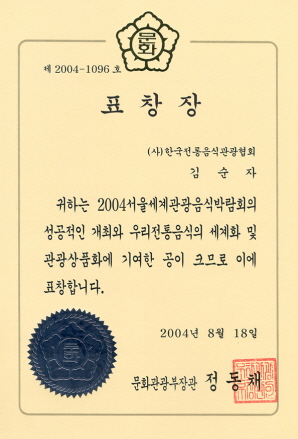 문화
제 2004-1096 호
표 창 장
(사)한국전통음식관광협회
김 순 자
귀하는 2004서울세계관광음식박람회의
성공적인 개최와 우리전통음식의 세계화 및
관광상품화에 기여한 공이 크므로 이에
표창합니다.
2004년 8월 18일
문화관광부장관 정동채